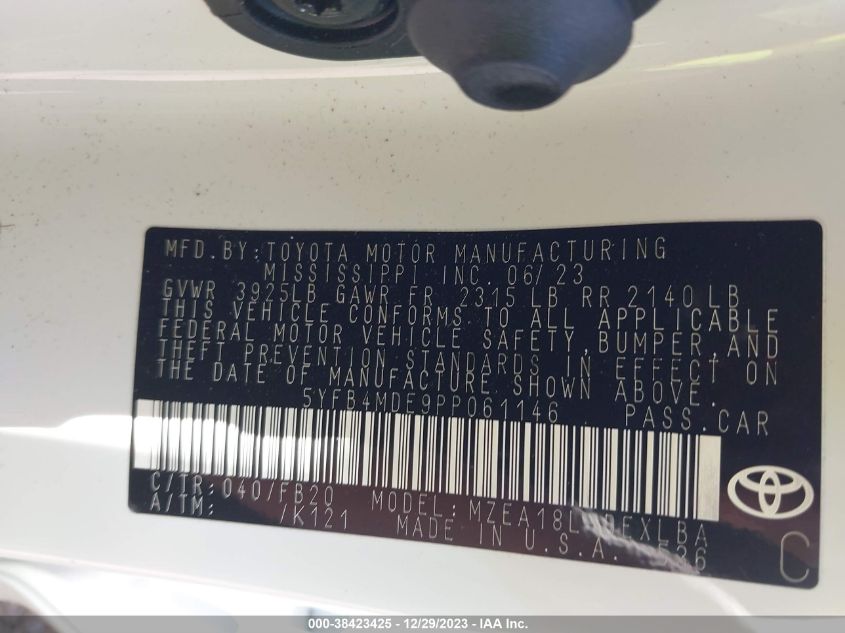 MFD. BY: TOYOTA MOTOR MANUFACTURING
MISSISSIPPI INC. 06/23
GVWR 3925LB GAWR FR 2315 LB RR 2140 LB
THIS VEHICLE CONFORMS TO ALL APPLICABLE
FEDERAL MOTOR VEHICLE SAFETY, BUMPER, AND
THEFT PREVENTION STANDARDS IN EFFECT ON
THE DATE OF MANUFACTURE SHOWN ABOVE.
5YFB4MDE9PP061146 PASS.CAR
C/TR: 040/FB20 MODEL:
A/TM: /K121 MADE IN U.S.A.
C
000-38423425 - 12/29/2023 - IAA Inc.